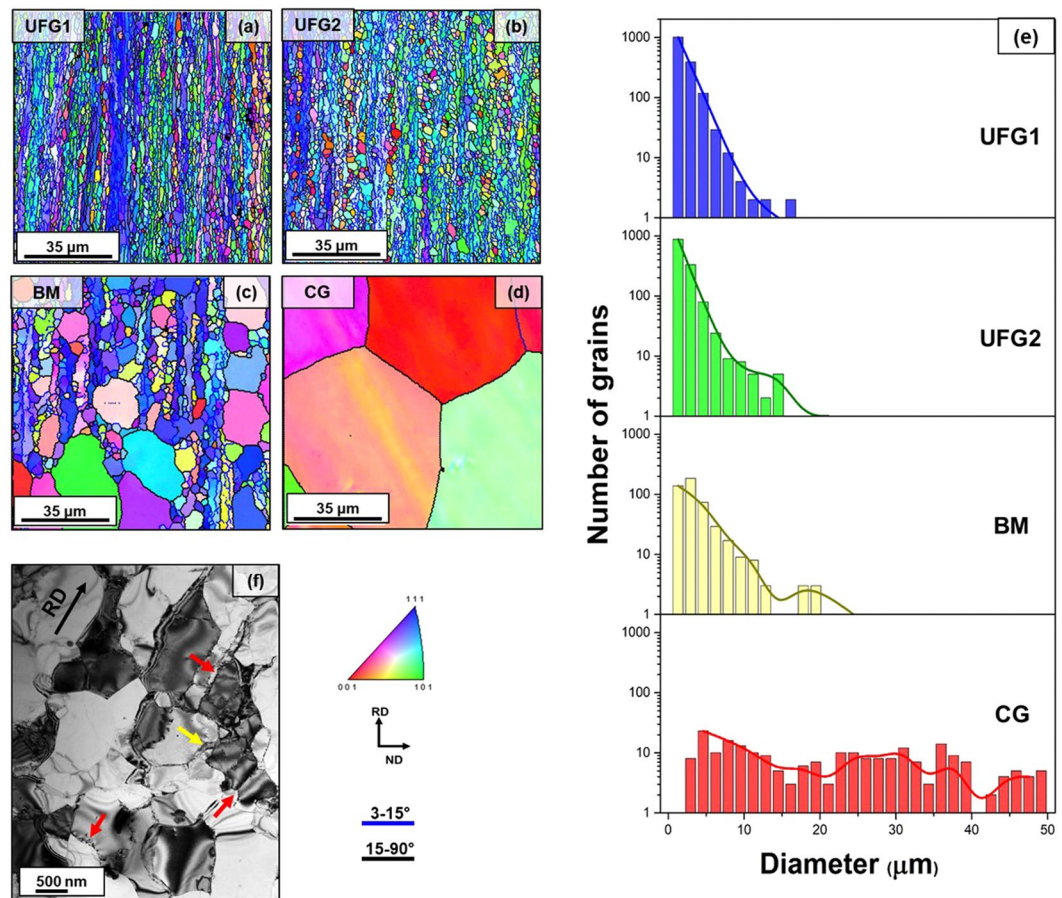 UFG1
(a)
35 µm
UFG2
(b)
35 µm
BM
(c)
35 µm
CG
(d)
35 µm
(e)
1000
100
10
1
UFG1
1000
100
10
1
UFG2
1000
100
10
1
BM
1000
100
10
1
CG
0
10
20
30
40
50
Number of grains
Diameter (µm)
(f)
RD
500 nm
1 1 1
0 0 1
1 0 1
RD
ND
3-15°
15-90°